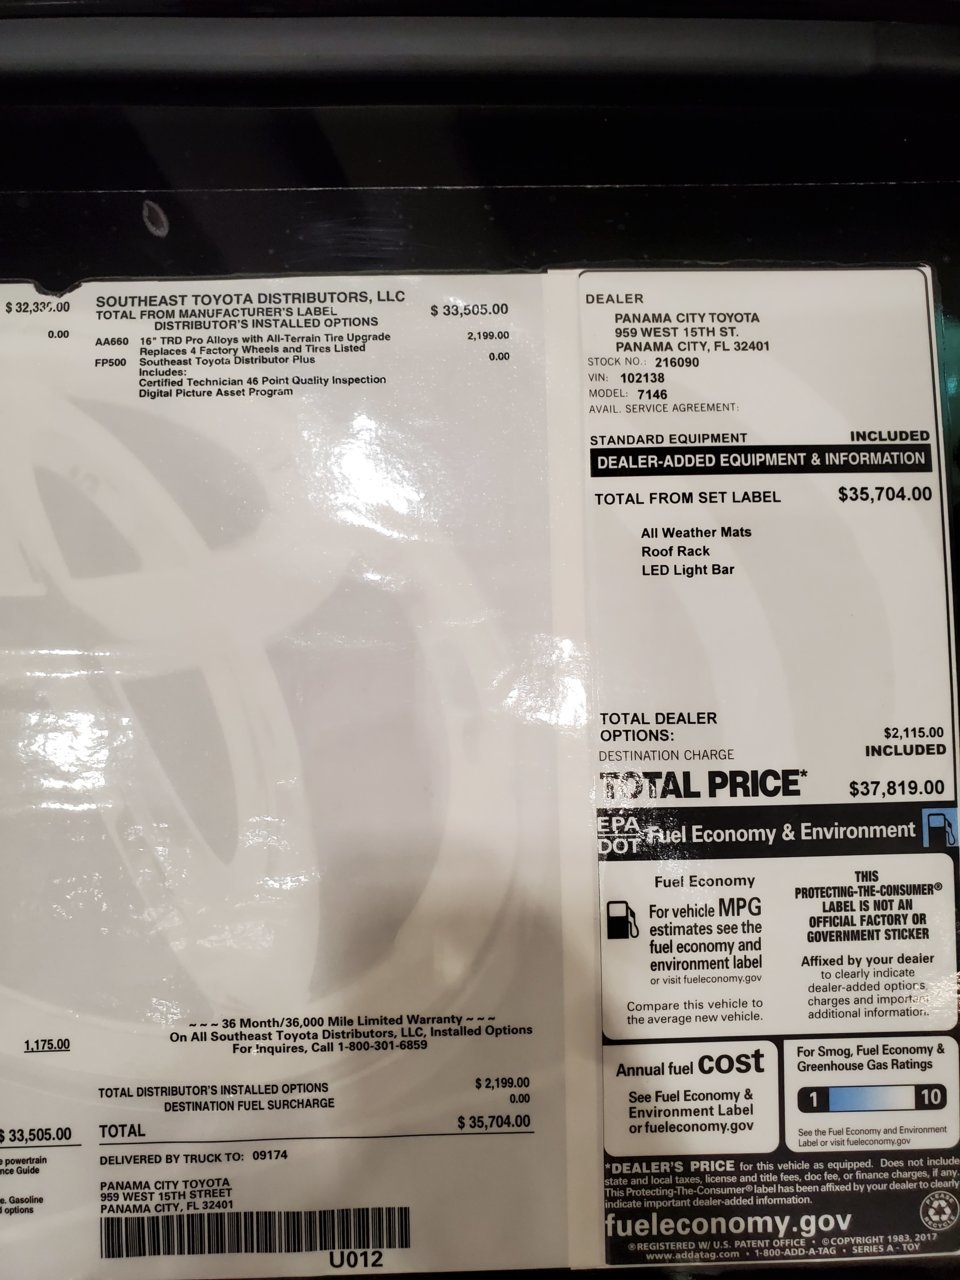 $ 32,335.00
0.00
1,175.00
$ 33,505.00
e powertrain
nce Guide
e. Gasoline
d options
SOUTHEAST TOYOTA DISTRIBUTORS, LLC
TOTAL FROM MANUFACTURER'S LABEL $ 33,505.00
DISTRIBUTOR'S INSTALLED OPTIONS
AA660 16" TRD Pro Alloys with All-Terrain Tire Upgrade 2,199.00
Replaces 4 Factory Wheels and Tires Listed
FP500 Southeast Toyota Distributor Plus 0.00
Includes:
Certified Technician 46 Point Quality Inspection
Digital Picture Asset Program
~ ~ ~ 36 Month/36,000 Mile Limited Warranty ~ ~ ~
On All Southeast Toyota Distributors, LLC, Installed Options
For Inquires, Call 1-800-301-6859
TOTAL DISTRIBUTOR'S INSTALLED OPTIONS $ 2,199.00
DESTINATION FUEL SURCHARGE 0.00
TOTAL $ 35,704.00
DELIVERED BY TRUCK TO: 09174
PANAMA CITY TOYOTA
959 WEST 15TH STREET
PANAMA CITY, FL 32401
U012
DEALER
PANAMA CITY TOYOTA
959 WEST 15TH ST.
PANAMA CITY, FL 32401
STOCK NO.: 216090
VIN: 102138
MODEL: 7146
AVAIL. SERVICE AGREEMENT:
STANDARD EQUIPMENT INCLUDED
DEALER-ADDED EQUIPMENT & INFORMATION
TOTAL FROM SET LABEL $35,704.00
All Weather Mats
Roof Rack
LED Light Bar
TOTAL DEALER
OPTIONS: $2,115.00
DESTINATION CHARGE INCLUDED
TOTAL PRICE* $37,819.00
EPA
DOT Fuel Economy & Environment
Fuel Economy
For vehicle MPG
estimates see the
fuel economy and
environment label
or visit fueleconomy.gov
Compare this vehicle to
the average new vehicle.
THIS
PROTECTING-THE-CONSUMER®
LABEL IS NOT AN
OFFICIAL FACTORY OR
GOVERNMENT STICKER
Affixed by your dealer
to clearly indicate
dealer-added options,
charges and important
additional information.
Annual fuel COST
See Fuel Economy &
Environment Label
or fueleconomy.gov
For Smog, Fuel Economy &
Greenhouse Gas Ratings
1 10
See the Fuel Economy and Environment
Label or visit fueleconomy.gov
*DEALER'S PRICE for this vehicle as equipped. Does not include
state and local taxes, license and title fees, doc fee, or finance charges, if any.
This Protecting-The-Consumer® label has been affixed by your dealer to clearly
indicate important dealer-added information.
fueleconomy.gov
PLEASE
RECYCLE
®REGISTERED W/ U.S. PATENT OFFICE • ©COPYRIGHT 1983, 2017
www.addatag.com • 1-800-ADD-A-TAG • SERIES A - TOY